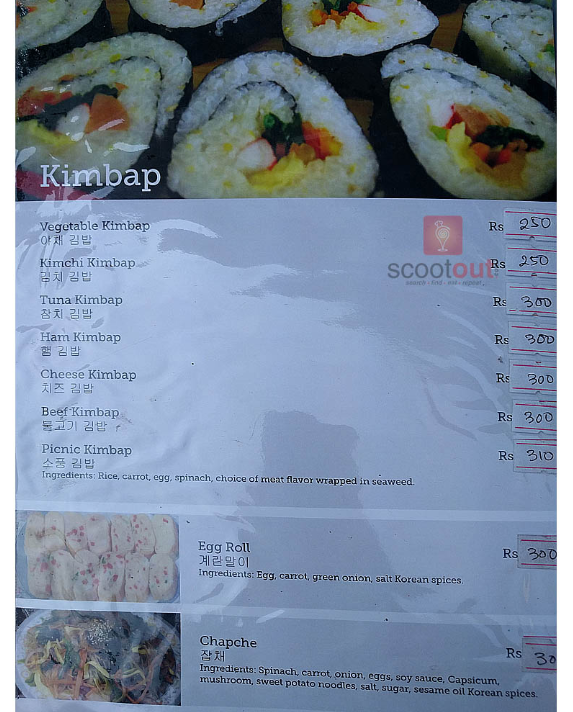 Kimbap
Vegetable Kimbap Rs 250
야채 김밥
Kimchi Kimbap Rs 250
김치 김밥
scootout
search - find - eat - repeat
Tuna Kimbap Rs 300
참치 김밥
Ham Kimbap Rs 300
햄 김밥
Cheese Kimbap Rs 300
치즈 김밥
Beef Kimbap Rs 300
불고기 김밥
Picnic Kimbap Rs 310
소풍 김밥
Ingredients: Rice, carrot, egg, spinach, choice of meat flavor wrapped in seaweed.
Egg Roll Rs 300
계란말이
Ingredients: Egg, carrot, green onion, salt Korean spices.
Chapche Rs 30
잡채
Ingredients: Spinach, carrot, onion, eggs, soy sauce, Capsicum,
mushroom, sweet potato noodles, salt, sugar, sesame oil Korean spices.